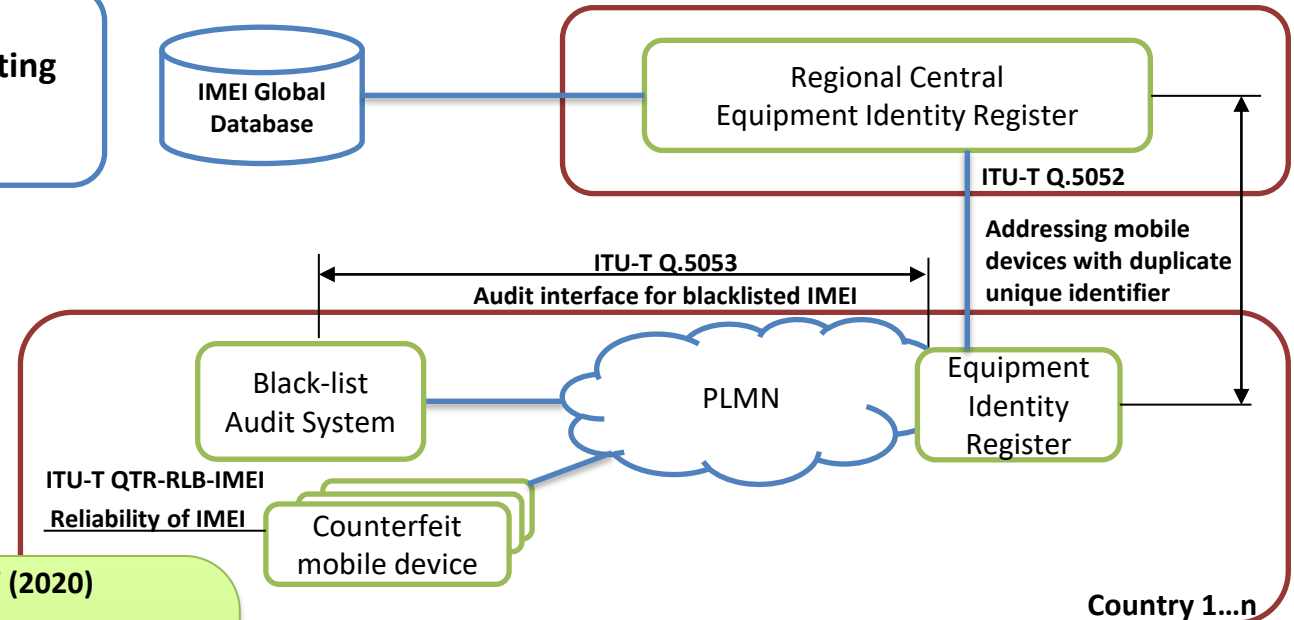 ting
IMEI Global
Database
Regional Central
Equipment Identity Register
ITU-T Q.5052
Addressing mobile
devices with duplicate
unique identifier
ITU-T Q.5053
Audit interface for blacklisted IMEI
Black-list
Audit System
PLMN
Equipment
Identity
Register
ITU-T QTR-RLB-IMEI
Reliability of IMEI
Counterfeit
mobile device
(2020)
Country 1...n